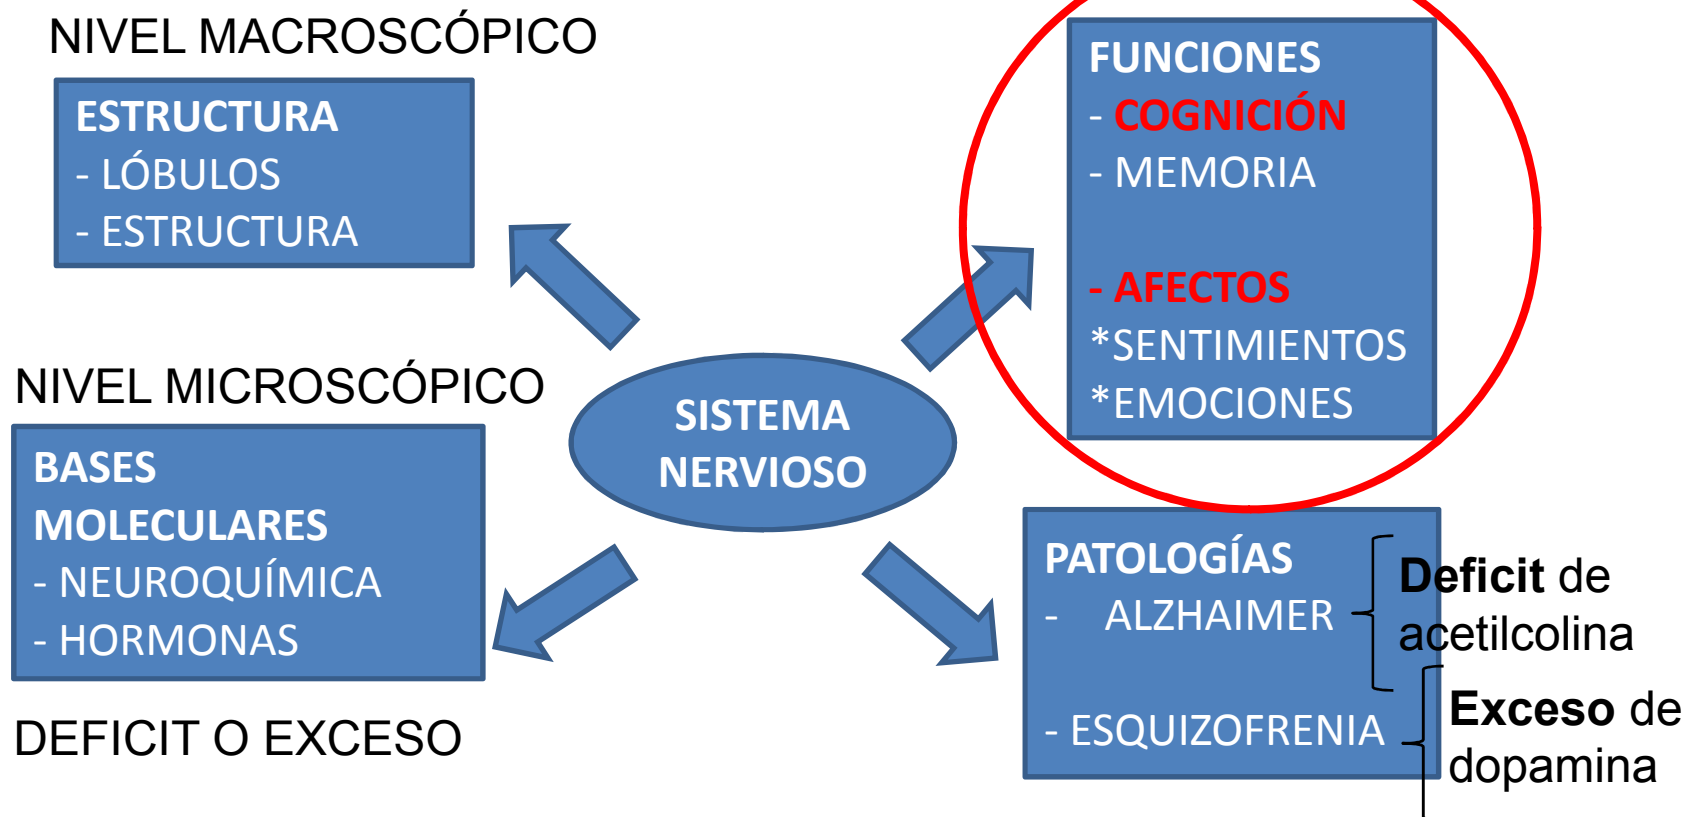 NIVEL MACROSCÓPICO
ESTRUCTURA
- LÓBULOS
- ESTRUCTURA
FUNCIONES
- COGNICIÓN
- MEMORIA
- AFECTOS
*SENTIMIENTOS
*EMOCIONES
SISTEMA
NERVIOSO
NIVEL MICROSCÓPICO
BASES
MOLECULARES
- NEUROQUÍMICA
- HORMONAS
DEFICIT O EXCESO
PATOLOGÍAS
- ALZHAIMER
Deficit de
acetilcolina
- ESQUIZOFRENIA
Exceso de
dopamina